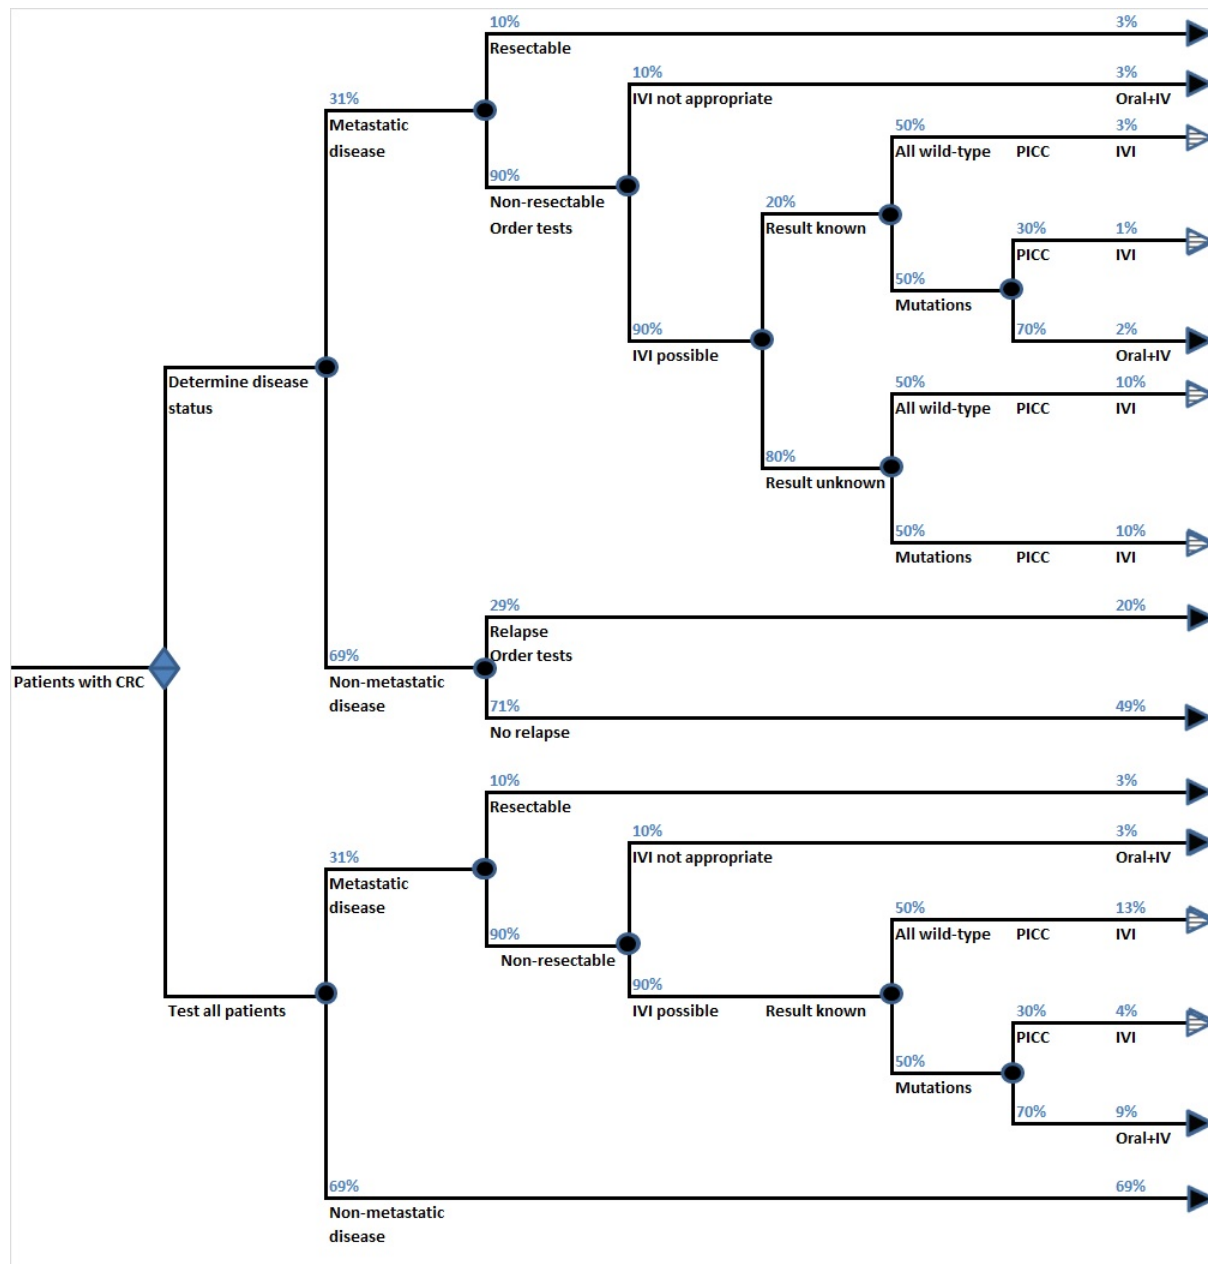 10% 3%
Resectable
10% 3%
IVI not appropriate Oral+IV
31%
Metastatic
disease
50% 3%
All wild-type PICC IVI
90%
Non-resectable
Order tests
20%
Result known
30% 1%
PICC IVI
50%
Mutations
70% 2%
Oral+IV
90%
IVI possible
Determine disease
status
50% 10%
All wild-type PICC IVI
80%
Result unknown
50% 10%
Mutations PICC IVI
29% 20%
Relapse
Order tests
69%
Non-metastatic
disease
Patients with CRC
71% 49%
No relapse
10% 3%
Resectable
10% 3%
IVI not appropriate Oral+IV
31%
Metastatic
disease
50% 13%
All wild-type PICC IVI
90%
Non-resectable
90%
IVI possible Result known
Test all patients
30% 4%
PICC IVI
50%
Mutations
70% 9%
Oral+IV
69% 69%
Non-metastatic
disease